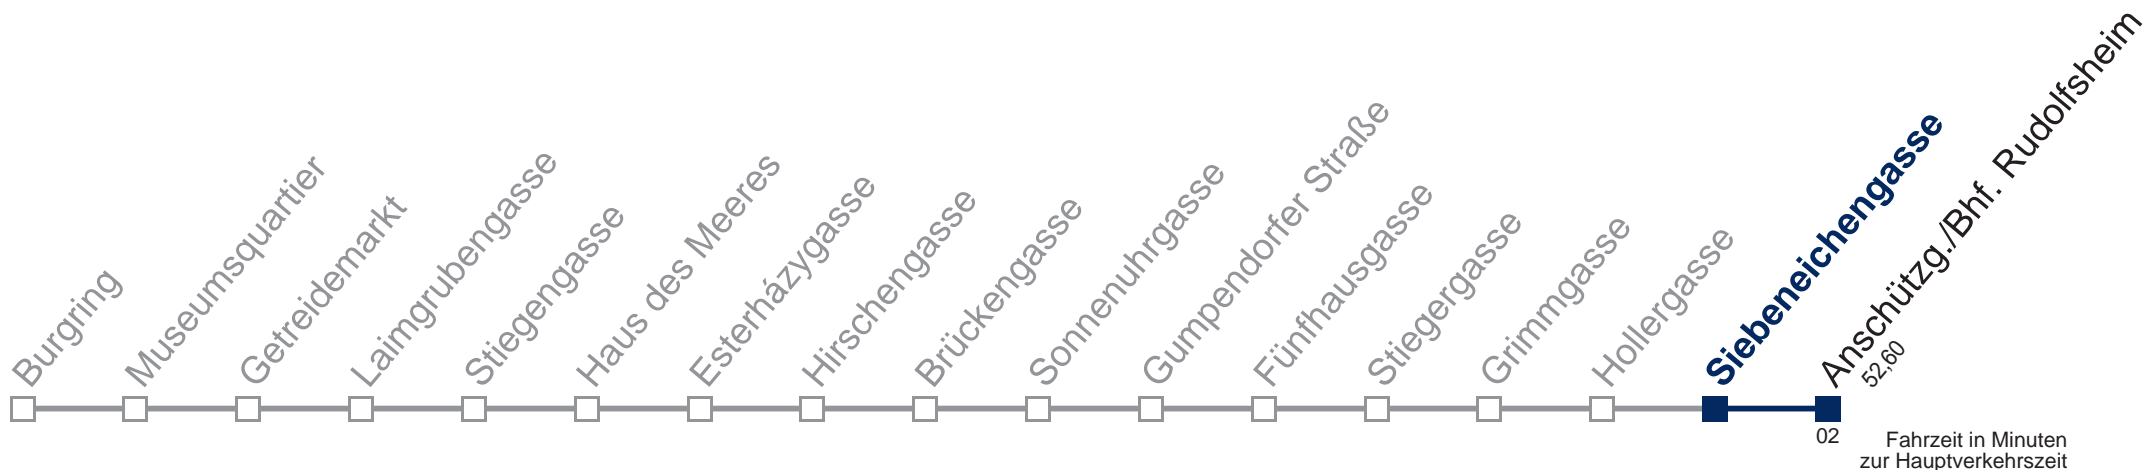 Burgring
Museumsquartier
Getreidemarkt
Laimgrubengasse
Stiegengasse
Haus des Meeres
Esterházygasse
Hirschengasse
Brückengasse
Sonnenuhrgasse
Gumpendorfer Straße
Fünfhausgasse
Stiegergasse
Grimmgasse
Hollergasse
Siebeneichengasse
Anschützg./Bhf. Rudolfsheim
52,60
02
Fahrzeit in Minuten
zur Hauptverkehrszeit